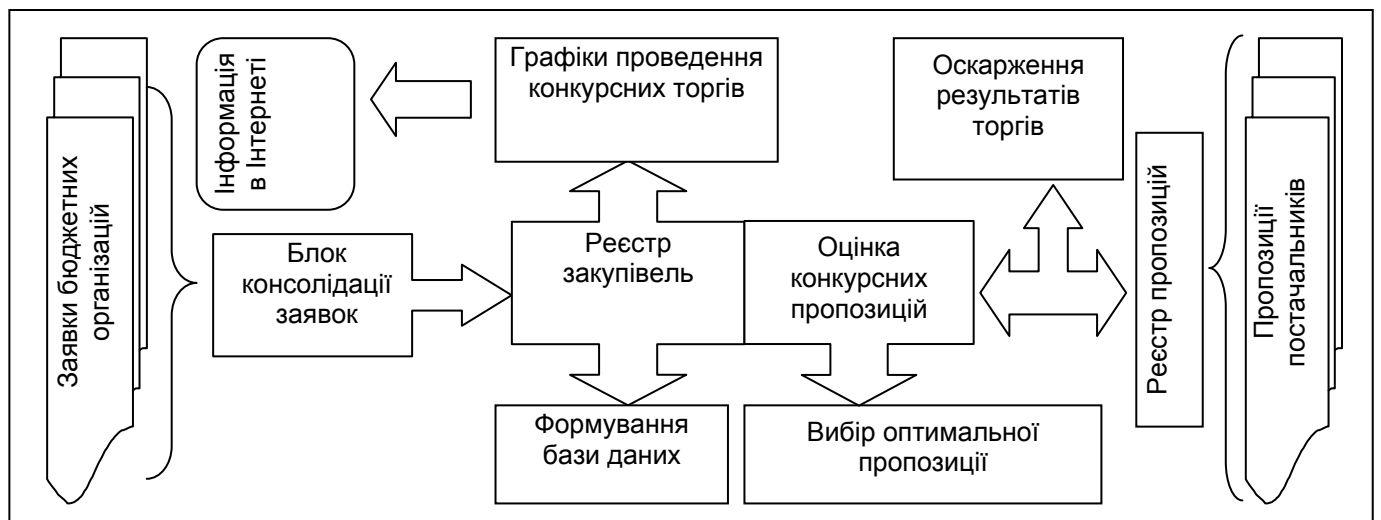 Заявки бюджетних
організацій
Інформація
в Інтернеті
Графіки проведення
конкурсних торгів
Оскарження
результатів
торгів
Блок
консолідації
заявок
Реєстр
закупівель
Оцінка
конкурсних
пропозицій
Реєстр пропозицій
Пропозиції
постачальників
Формування
бази даних
Вибір оптимальної
пропозиції